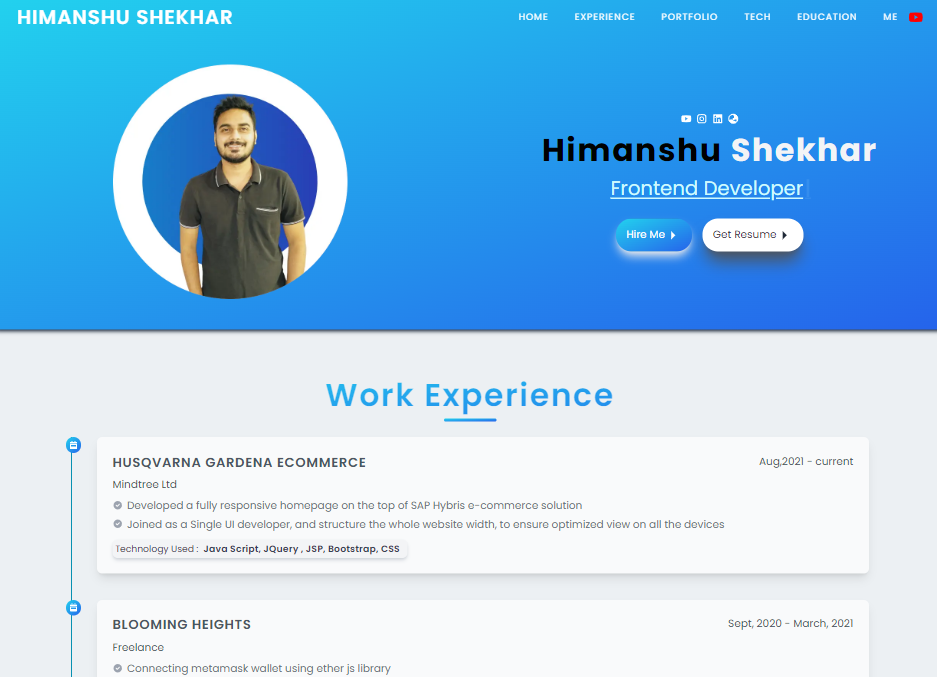 HIMANSHU SHEKHAR
HOME EXPERIENCE PORTFOLIO TECH EDUCATION ME
Himanshu Shekhar
Frontend Developer
Hire Me Get Resume
Work Experience
HUSQVARNA GARDENA ECOMMERCE Aug,2021 - current
Mindtree Ltd
Developed a fully responsive homepage on the top of SAP Hybris e-commerce solution
Joined as a Single UI developer, and structure the whole website width, to ensure optimized view on all the devices
Technology Used : Java Script, JQuery , JSP, Bootstrap, CSS
BLOOMING HEIGHTS Sept, 2020 - March, 2021
Freelance
Connecting metamask wallet using ether js library